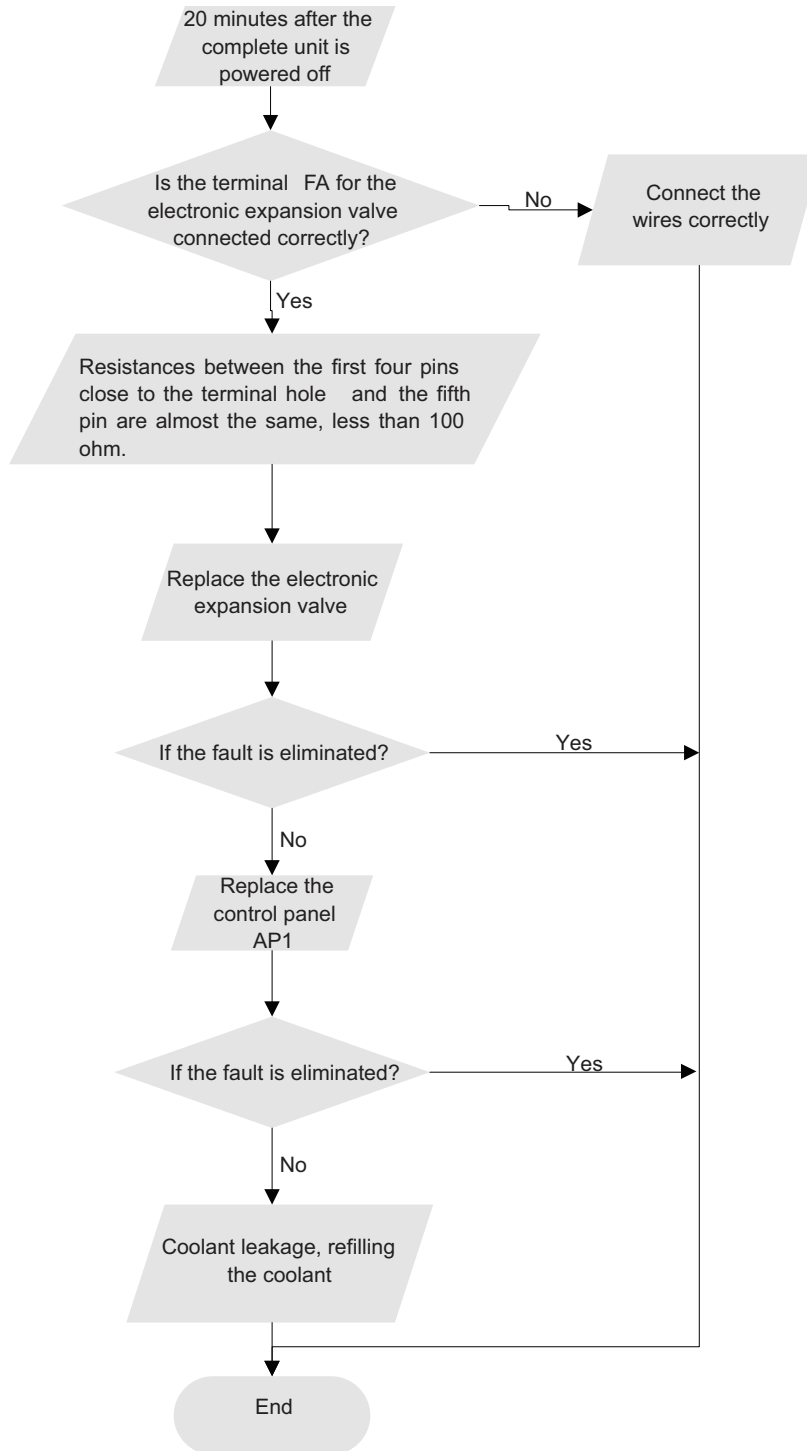 20 minutes after the
complete unit is
powered off
Is the terminal FA for the
electronic expansion valve
connected correctly?
No
Connect the
wires correctly
Yes
Resistances between the first four pins
close to the terminal hole and the fifth
pin are almost the same, less than 100
ohm.
Replace the electronic
expansion valve
If the fault is eliminated?
Yes
No
Replace the
control panel
AP1
If the fault is eliminated?
Yes
No
Coolant leakage, refilling
the coolant
End